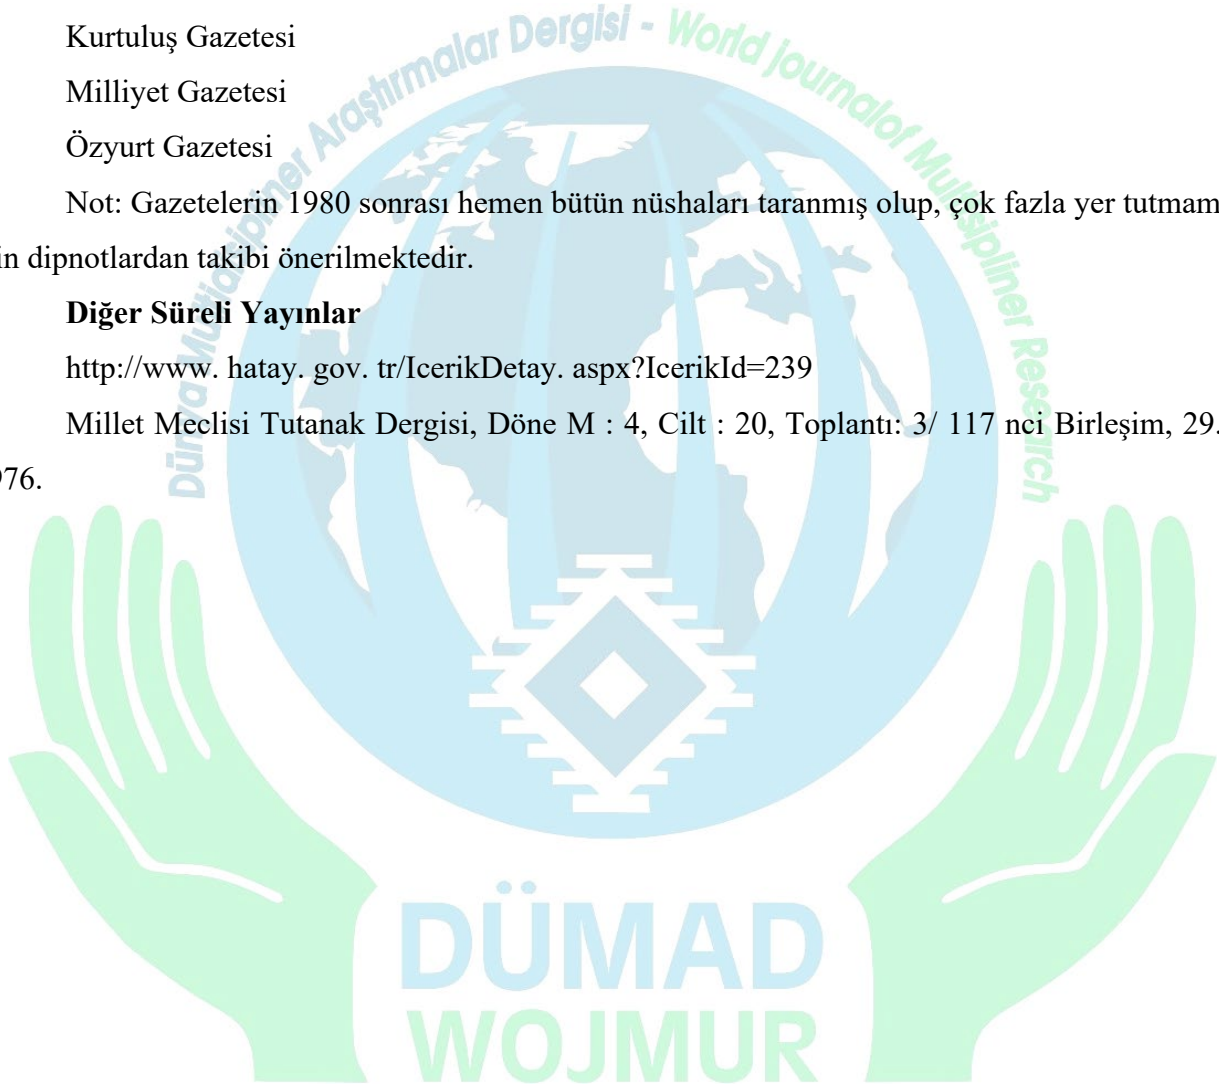 Kurtuluş Gazetesi
Milliyet Gazetesi
Özyurt Gazetesi
Not: Gazetelerin 1980 sonrası hemen bütün nüshaları taranmış olup, çok fazla yer tutmam
in dipnotlardan takibi önerilmektedir.
Diğer Süreli Yayınlar
http://www. hatay. gov. tr/IcerikDetay. aspx?IcerikId=239
Millet Meclisi Tutanak Dergisi, Döne M : 4, Cilt : 20, Toplantı: 3/ 117 nci Birleşim, 29.
976.
Dünya Multidisipliner Araştırmalar Dergisi - World Journalof Multisipliner Research
DÜMAD
WOJMUR